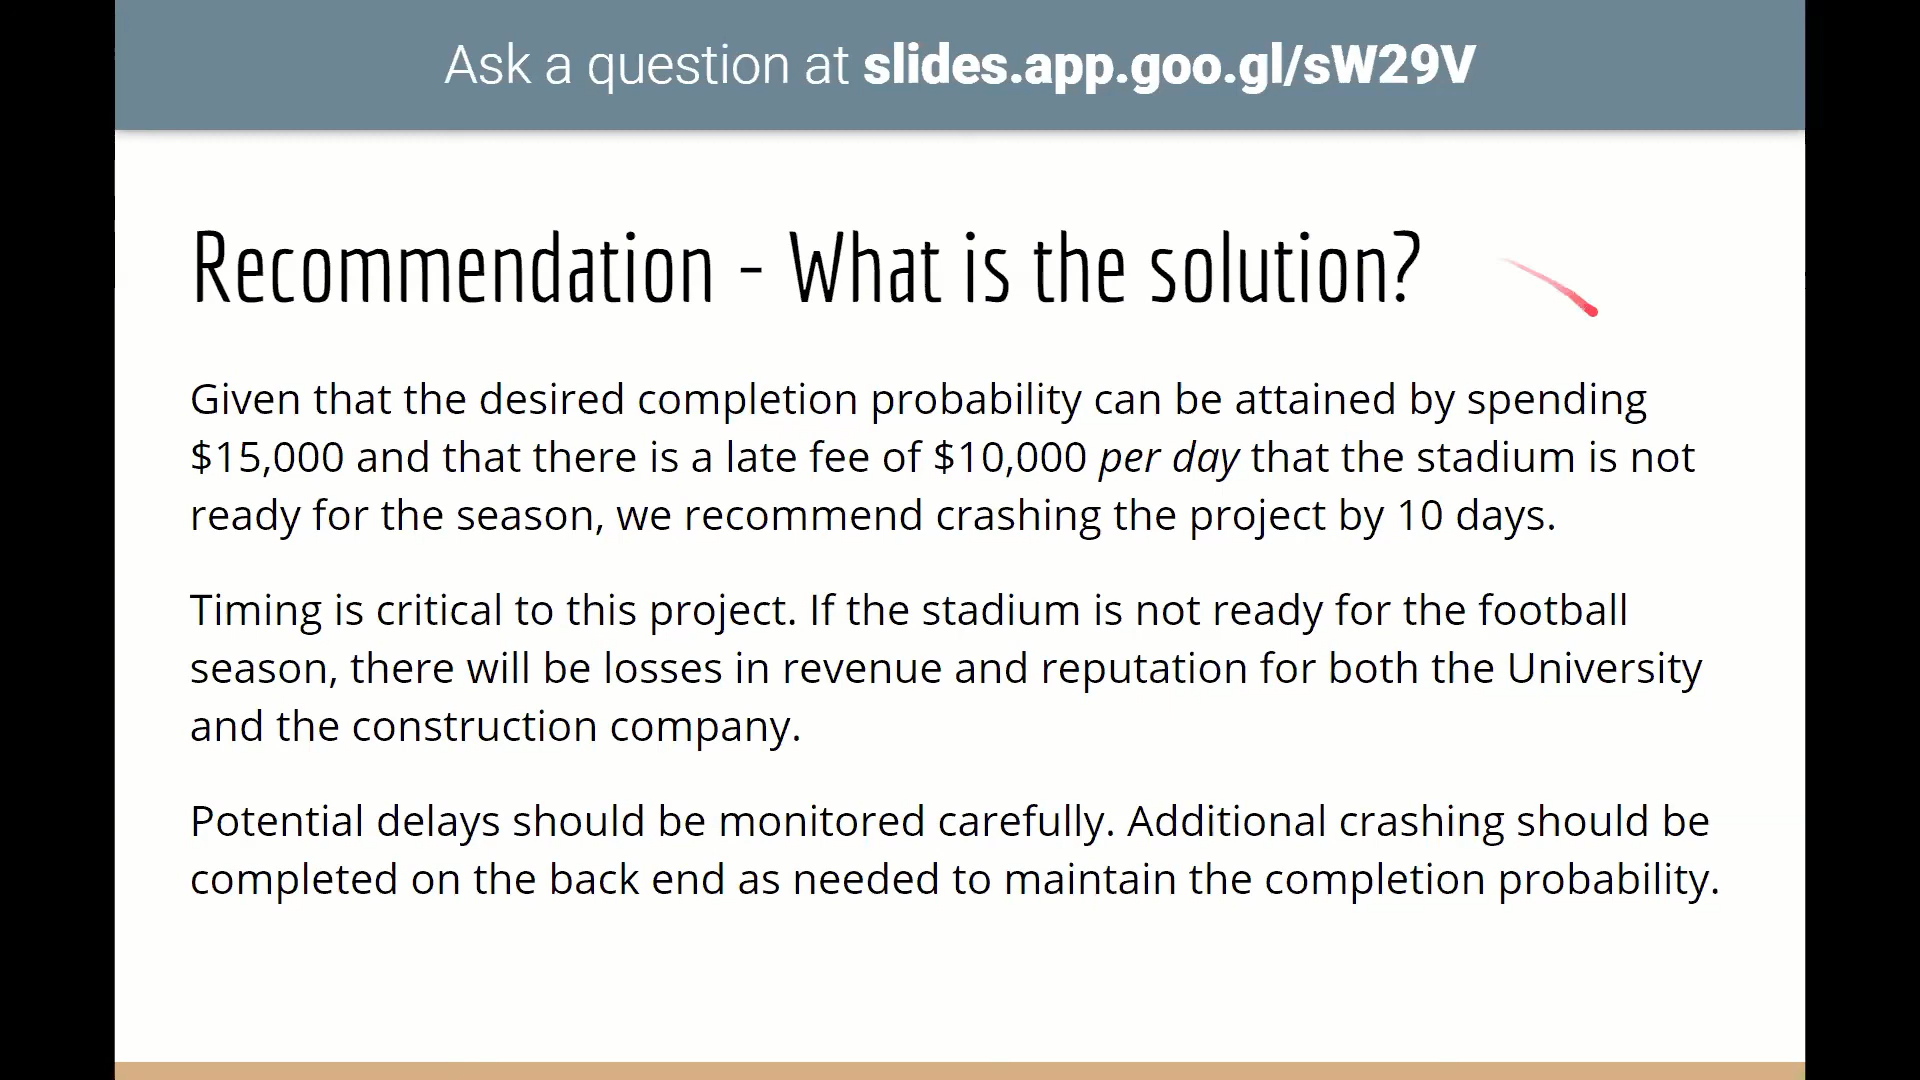 Ask a question at slides.app.goo.gl/sW29V
Recommendation - What is the solution?
Given that the desired completion probability can be attained by spending
$15,000 and that there is a late fee of $10,000 per day that the stadium is not
ready for the season, we recommend crashing the project by 10 days.
Timing is critical to this project. If the stadium is not ready for the football
season, there will be losses in revenue and reputation for both the University
and the construction company.
Potential delays should be monitored carefully. Additional crashing should be
completed on the back end as needed to maintain the completion probability.